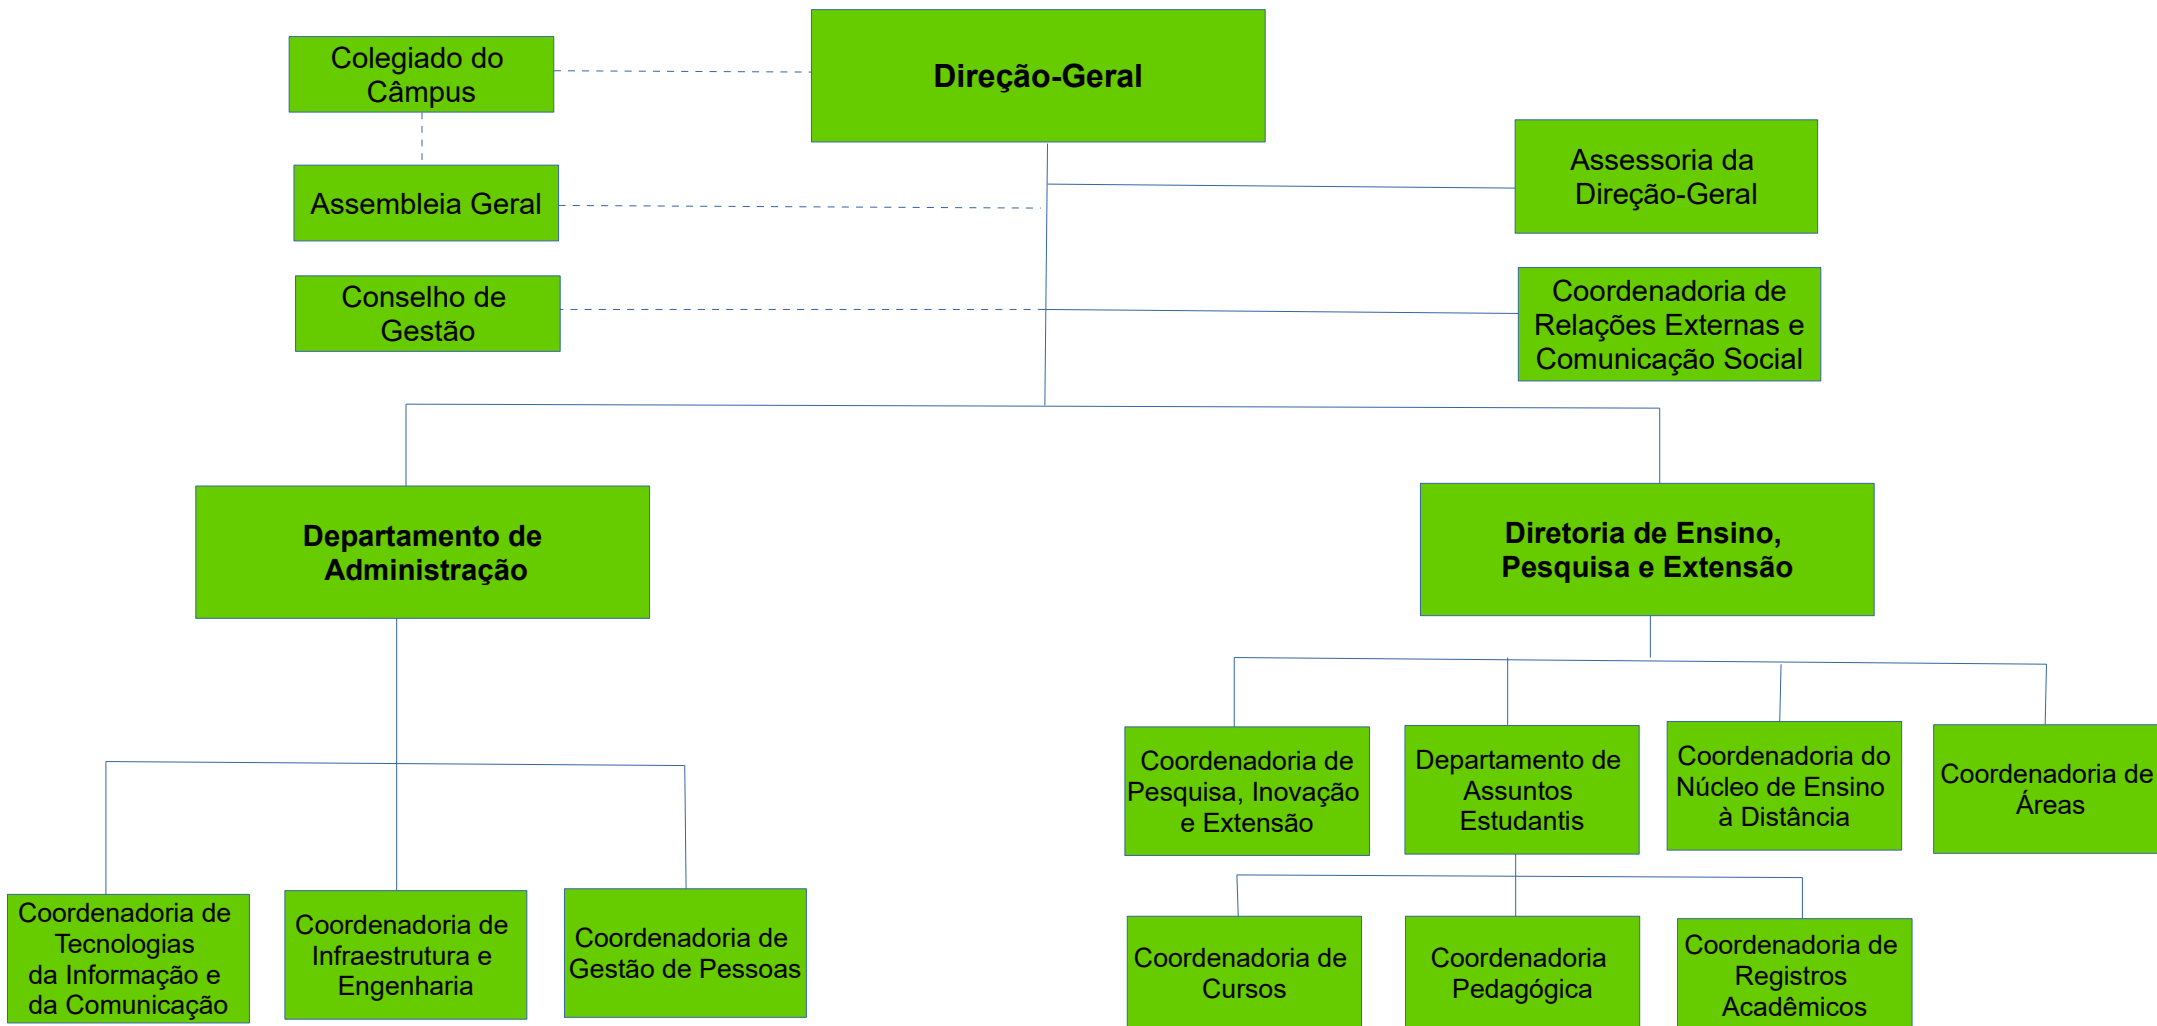 Colegiado do
Câmpus
Direção-Geral
Assembleia Geral
Assessoria da
Direção-Geral
Conselho de
Gestão
Coordenadoria de
Relações Externas e
Comunicação Social
Departamento de
Administração
Diretoria de Ensino,
Pesquisa e Extensão
Coordenadoria de
Pesquisa, Inovação
e Extensão
Departamento de
Assuntos
Estudantis
Coordenadoria do
Núcleo de Ensino
à Distância
Coordenadoria de
Áreas
Coordenadoria de
Tecnologias
da Informação e
da Comunicação
Coordenadoria de
Infraestrutura e
Engenharia
Coordenadoria de
Gestão de Pessoas
Coordenadoria de
Cursos
Coordenadoria
Pedagógica
Coordenadoria de
Registros
Acadêmicos